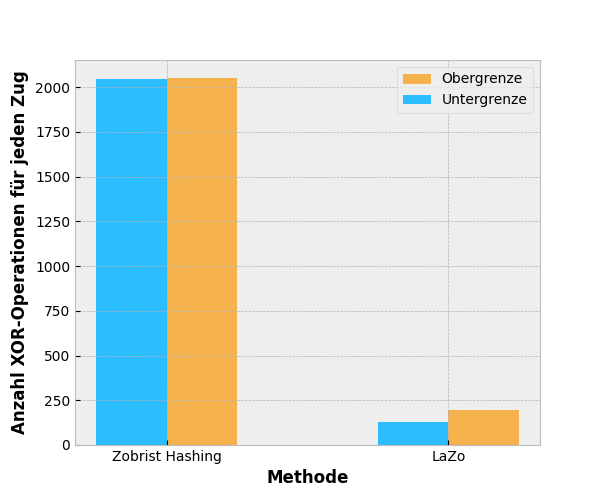 Obergrenze
Untergrenze
2000
1750
1500
1250
1000
750
500
250
0
Anzahl XOR-Operationen für jeden Zug
Zobrist Hashing
LaZo
Methode